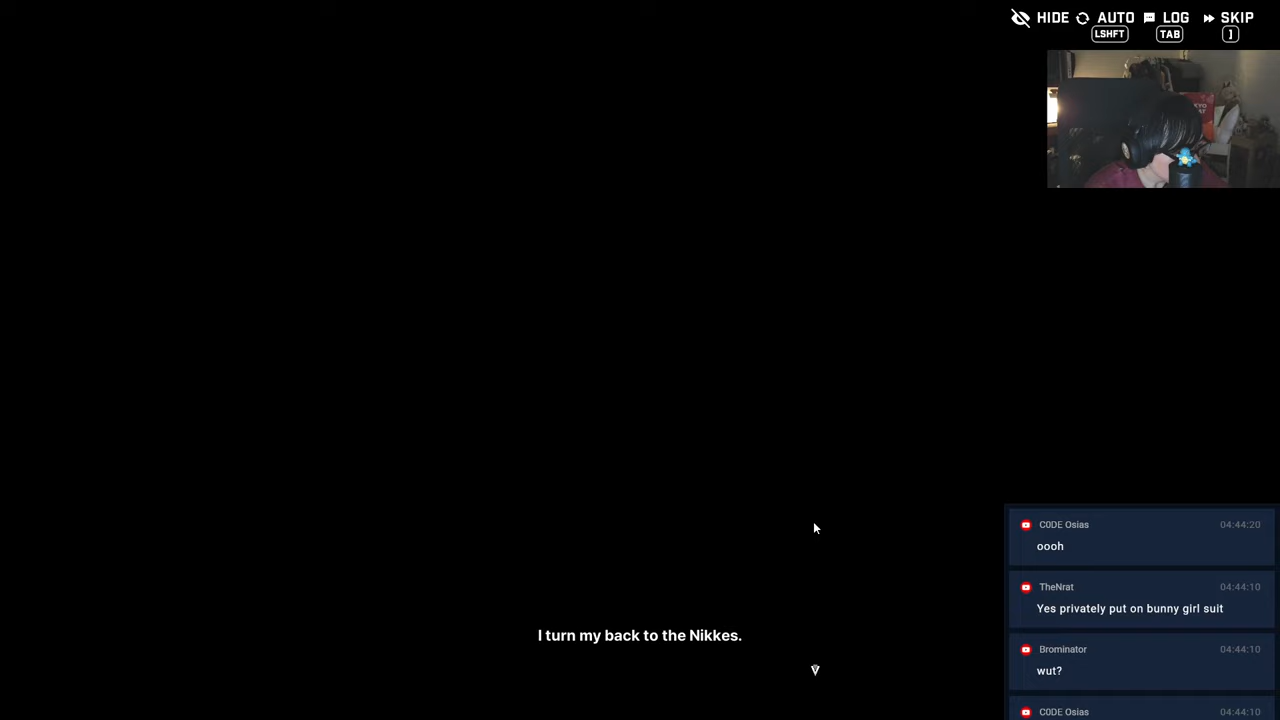 HIDE AUTO LOG SKIP
LSHFT TAB ]
C0DE Osias 04:44:20
oooh
TheNrat 04:44:10
Yes privately put on bunny girl suit
Brominator 04:44:10
wut?
I turn my back to the Nikkes.
C0DE Osias 04:44:10